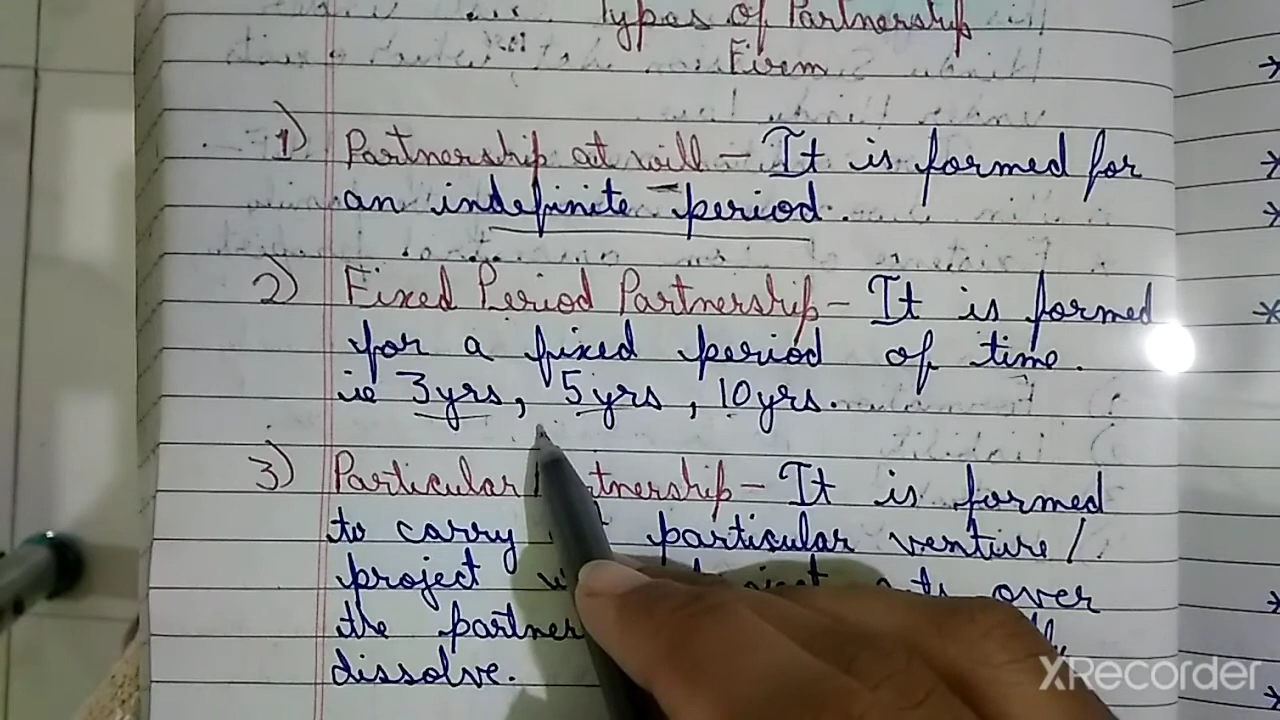 Types of Partnership
Firm
1) Partnership at will - It is formed for
an indefinite period.
2) Fixed Period Partnership - It is formed
for a fixed period of time.
ie 3yrs, 5yrs, 10yrs.
3) Particular - It is formed
to carry particular venture/
project over
the
dissolve.
XRecorder